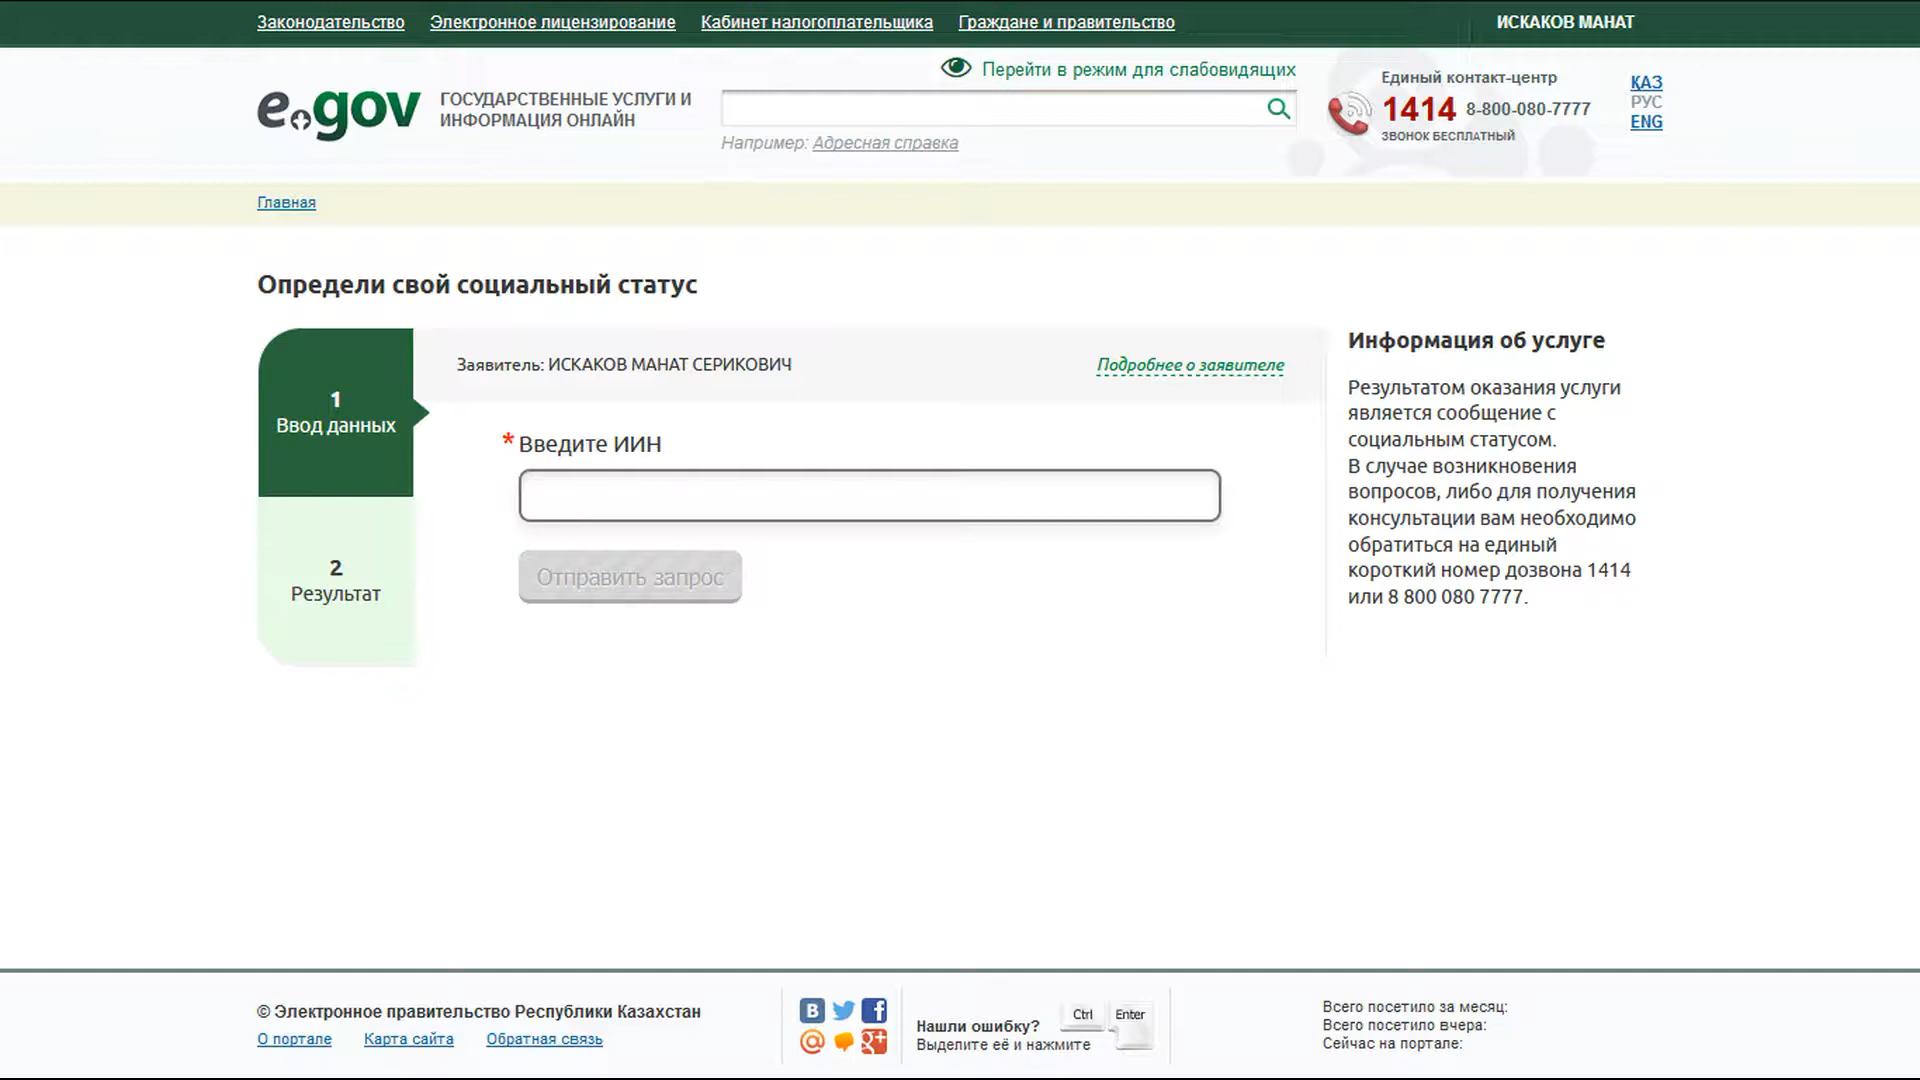 Законодательство Электронное лицензирование Кабинет налогоплательщика Граждане и правительство ИСКАКОВ МАНАТ
Перейти в режим для слабовидящих
e.gov
ГОСУДАРСТВЕННЫЕ УСЛУГИ И
ИНФОРМАЦИЯ ОНЛАЙН
Например: Адресная справка
Единый контакт-центр
1414 8-800-080-7777
ЗВОНОК БЕСПЛАТНЫЙ
ҚАЗ
РУС
ENG
Главная
Определи свой социальный статус
1
Ввод данных
2
Результат
Заявитель: ИСКАКОВ МАНАТ СЕРИКОВИЧ Подробнее о заявителе
* Введите ИИН
Отправить запрос
Информация об услуге
Результатом оказания услуги
является сообщение с
социальным статусом.
В случае возникновения
вопросов, либо для получения
консультации вам необходимо
обратиться на единый
короткий номер дозвона 1414
или 8 800 080 7777.
© Электронное правительство Республики Казахстан
О портале Карта сайта Обратная связь
Нашли ошибку? Ctrl Enter
Выделите её и нажмите
Всего посетило за месяц:
Всего посетило вчера:
Сейчас на портале: